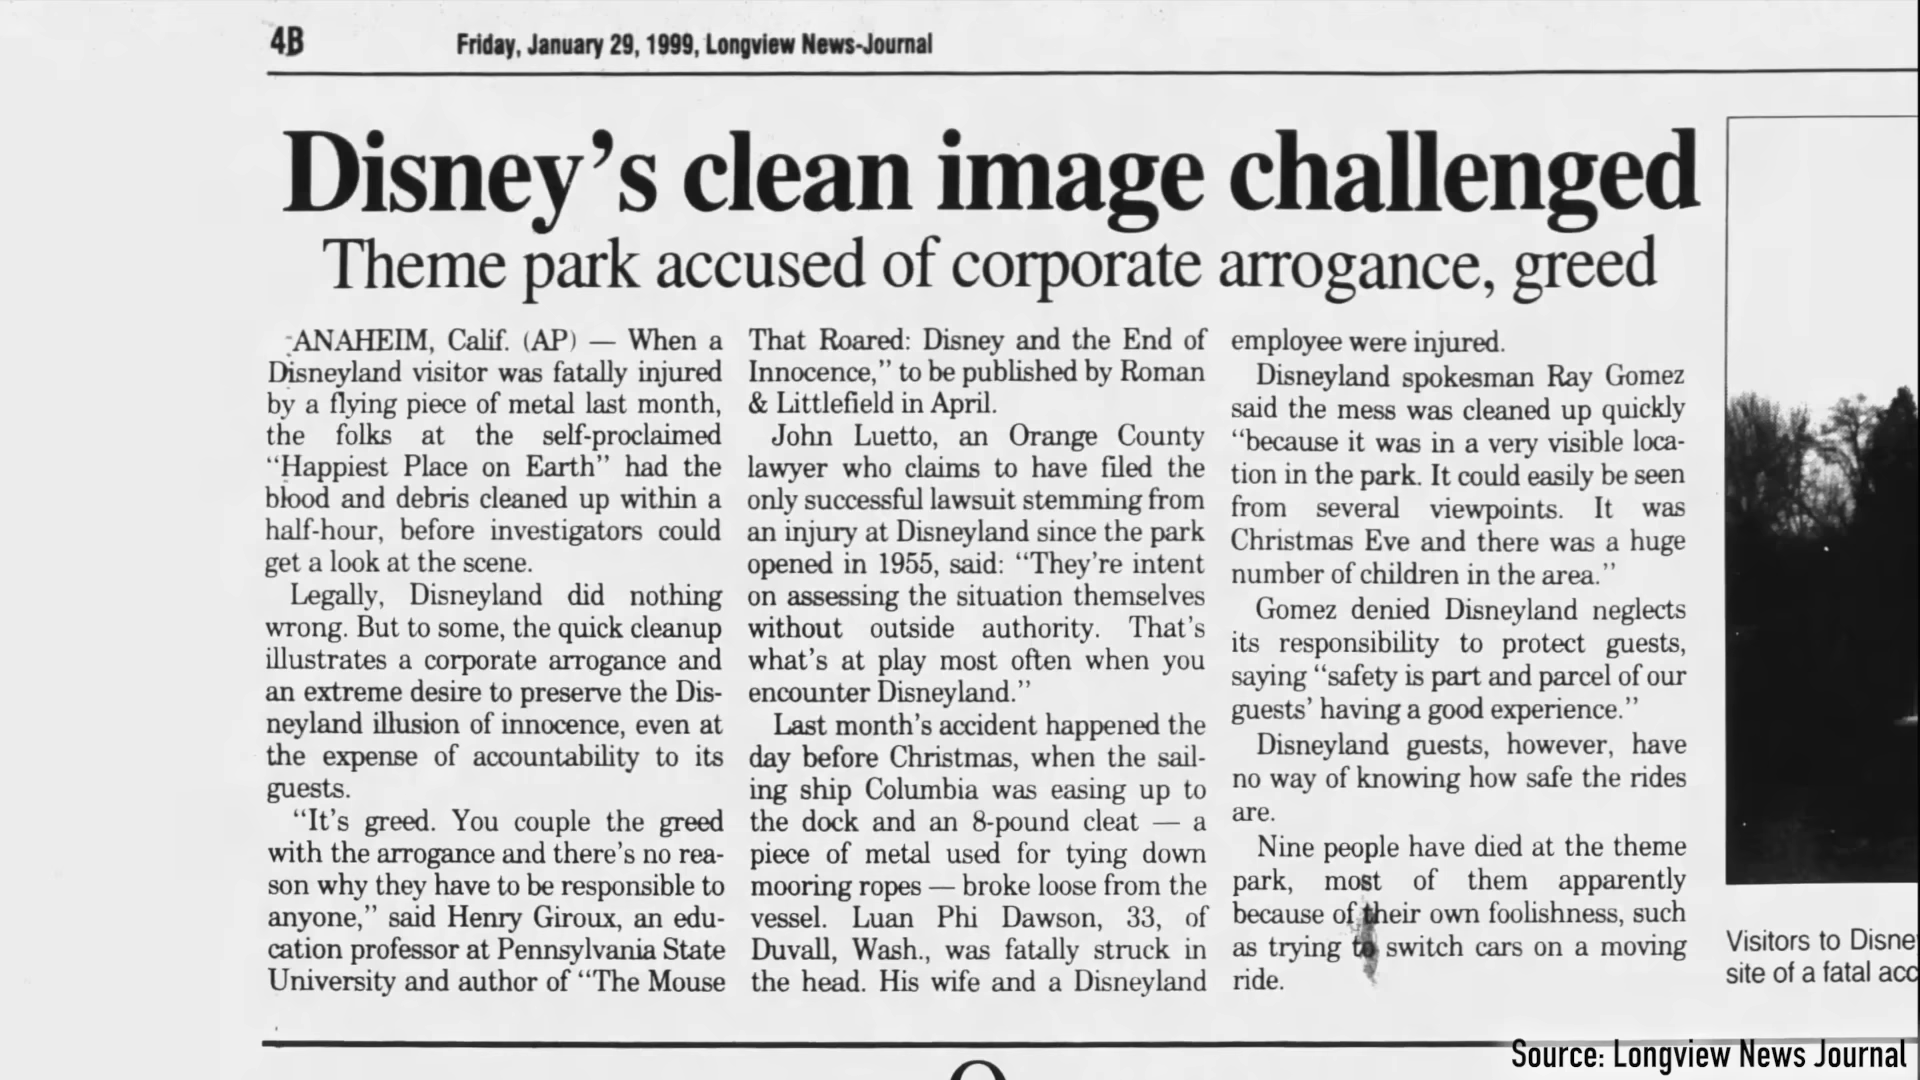 4B
Friday, January 29, 1999, Longview News-Journal
Disney's clean image challenged
Theme park accused of corporate arrogance, greed
ANAHEIM, Calif. (AP) — When a
Disneyland visitor was fatally injured
by a flying piece of metal last month,
the folks at the self-proclaimed
“Happiest Place on Earth” had the
blood and debris cleaned up within a
half-hour, before investigators could
get a look at the scene.
Legally, Disneyland did nothing
wrong. But to some, the quick cleanup
illustrates a corporate arrogance and
an extreme desire to preserve the Dis-
neyland illusion of innocence, even at
the expense of accountability to its
guests.
“It's greed. You couple the greed
with the arrogance and there's no rea-
son why they have to be responsible to
anyone,” said Henry Giroux, an edu-
cation professor at Pennsylvania State
University and author of “The Mouse
That Roared: Disney and the End of
Innocence,” to be published by Roman
& Littlefield in April.
John Luetto, an Orange County
lawyer who claims to have filed the
only successful lawsuit stemming from
an injury at Disneyland since the park
opened in 1955, said: “They're intent
on assessing the situation themselves
without outside authority. That's
what's at play most often when you
encounter Disneyland.”
Last month's accident happened the
day before Christmas, when the sail-
ing ship Columbia was easing up to
the dock and an 8-pound cleat — a
piece of metal used for tying down
mooring ropes — broke loose from the
vessel. Luan Phi Dawson, 33, of
Duvall, Wash., was fatally struck in
the head. His wife and a Disneyland
employee were injured.
Disneyland spokesman Ray Gomez
said the mess was cleaned up quickly
“because it was in a very visible loca-
tion in the park. It could easily be seen
from several viewpoints. It was
Christmas Eve and there was a huge
number of children in the area.”
Gomez denied Disneyland neglects
its responsibility to protect guests,
saying “safety is part and parcel of our
guests' having a good experience.”
Disneyland guests, however, have
no way of knowing how safe the rides
are.
Nine people have died at the theme
park, most of them apparently
because of their own foolishness, such
as trying to switch cars on a moving
ride.
Visitors to Disne
site of a fatal acc
Source: Longview News Journal